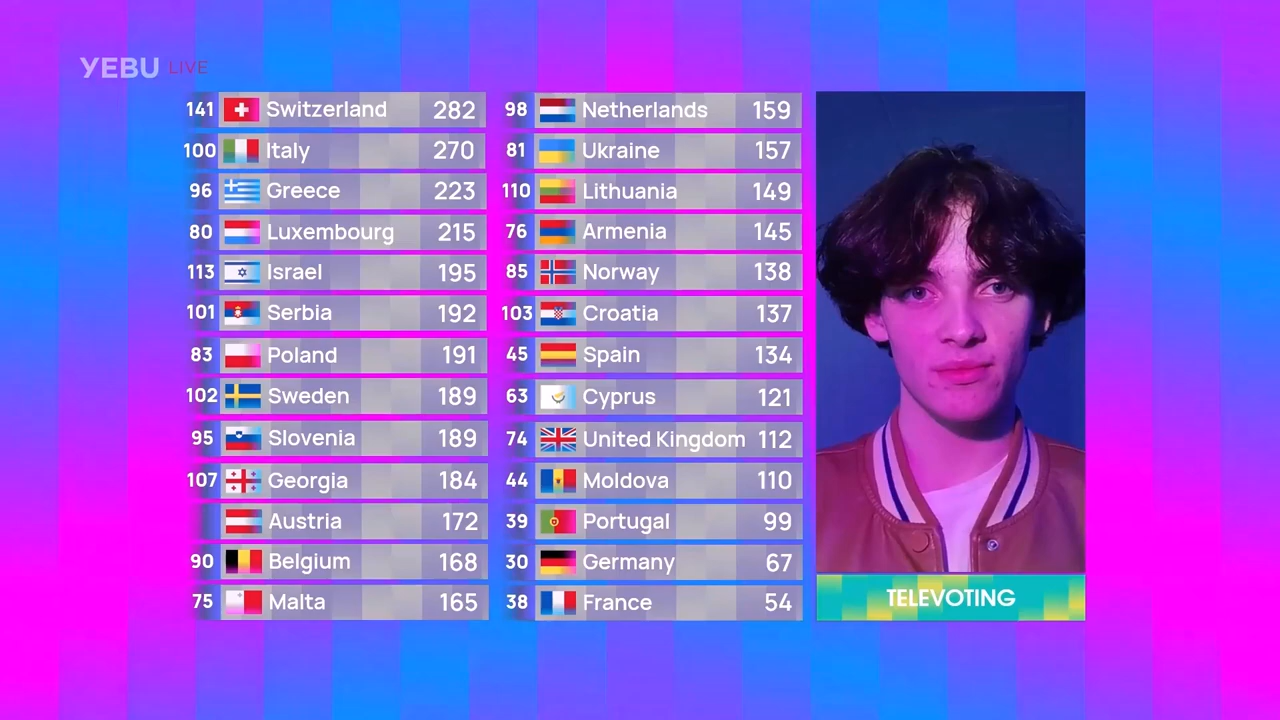 YEBU LIVE
141 Switzerland 282
100 Italy 270
96 Greece 223
80 Luxembourg 215
113 Israel 195
101 Serbia 192
83 Poland 191
102 Sweden 189
95 Slovenia 189
107 Georgia 184
Austria 172
90 Belgium 168
75 Malta 165
98 Netherlands 159
81 Ukraine 157
110 Lithuania 149
76 Armenia 145
85 Norway 138
103 Croatia 137
45 Spain 134
63 Cyprus 121
74 United Kingdom 112
44 Moldova 110
39 Portugal 99
30 Germany 67
38 France 54
TELEVOTING